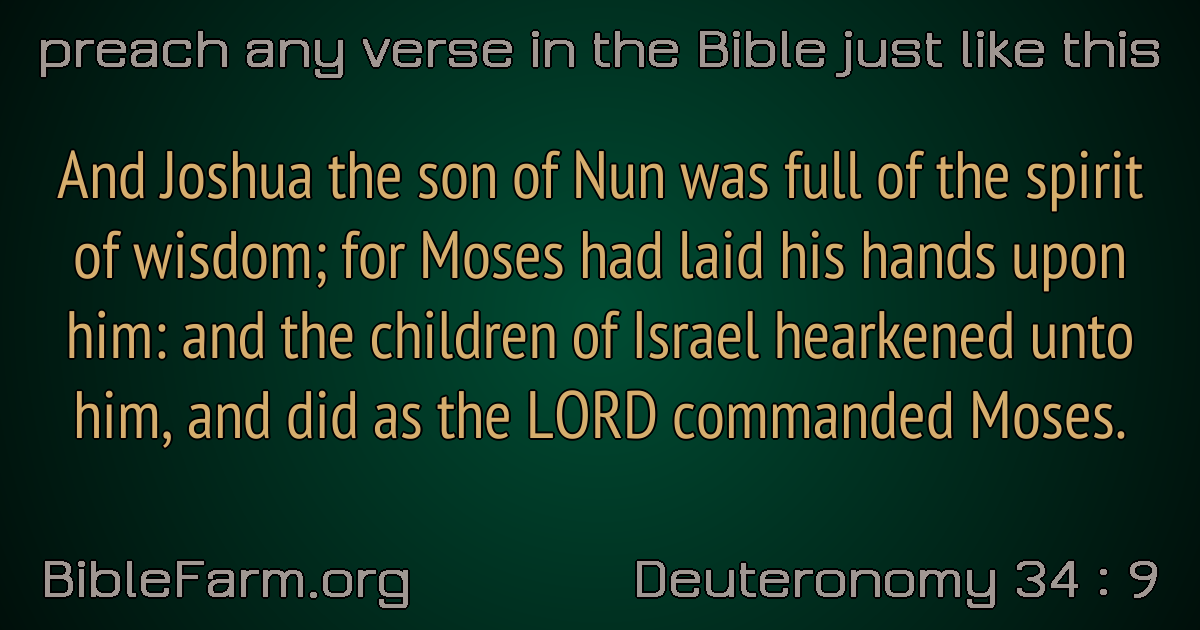 preach any verse in the Bible just like this
And Joshua the son of Nun was full of the spirit
of wisdom; for Moses had laid his hands upon
him: and the children of Israel hearkened unto
him, and did as the LORD commanded Moses.
BibleFarm.org
Deuteronomy 34 : 9